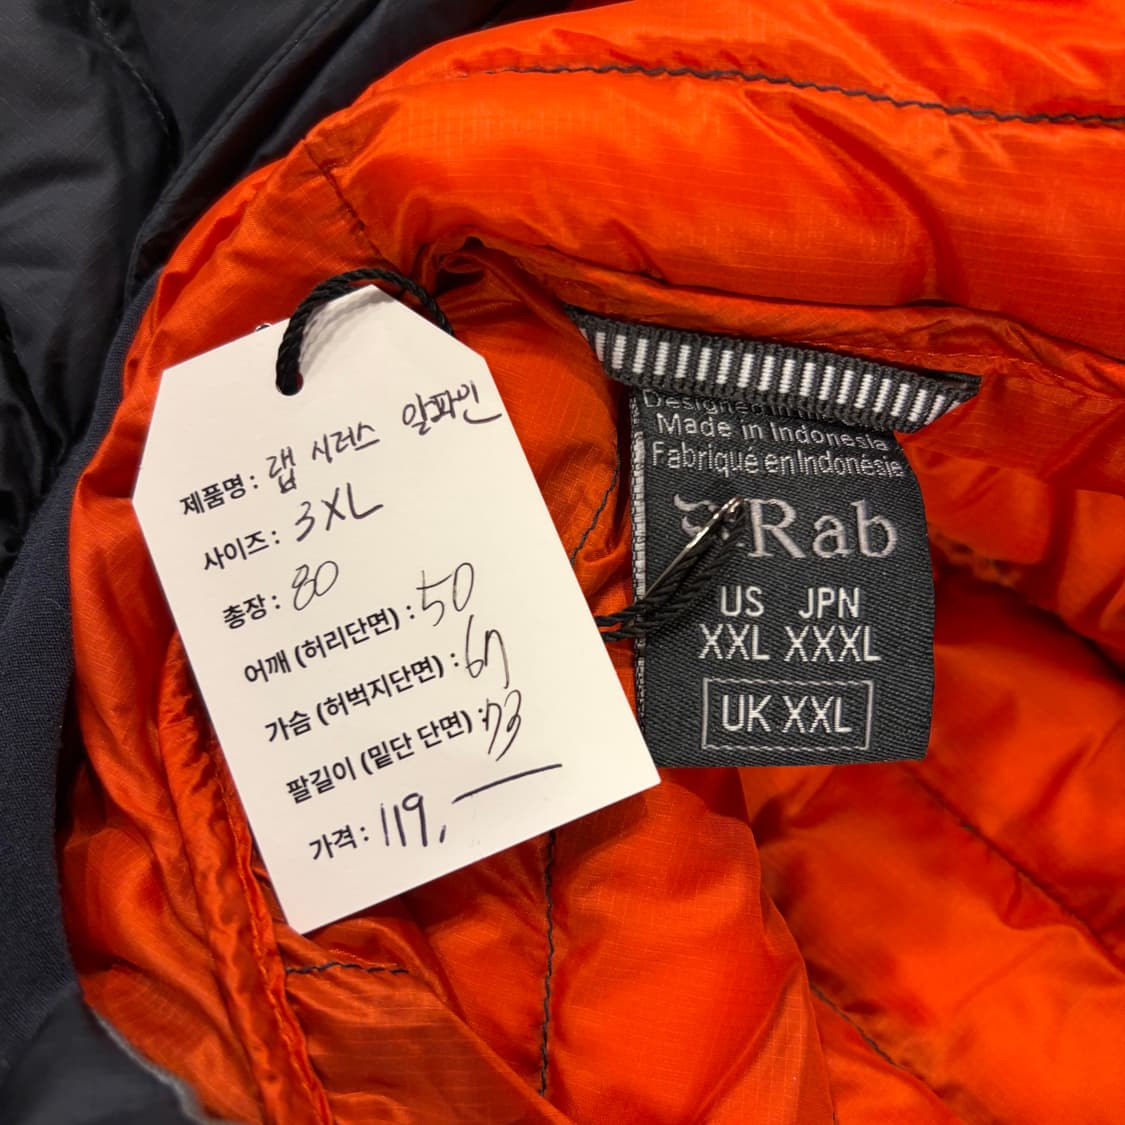 제품명: 랩 시러스 알파인
사이즈: 3XL
총장: 80
어깨 (허리단면) : 50
가슴 (허벅지단면) : 67
팔길이 (밑단 단면) : 73
가격: 119,—
Made in Indonesia
Fabriqué en Indonésie
Rab
US JPN
XXL XXXL
UK XXL